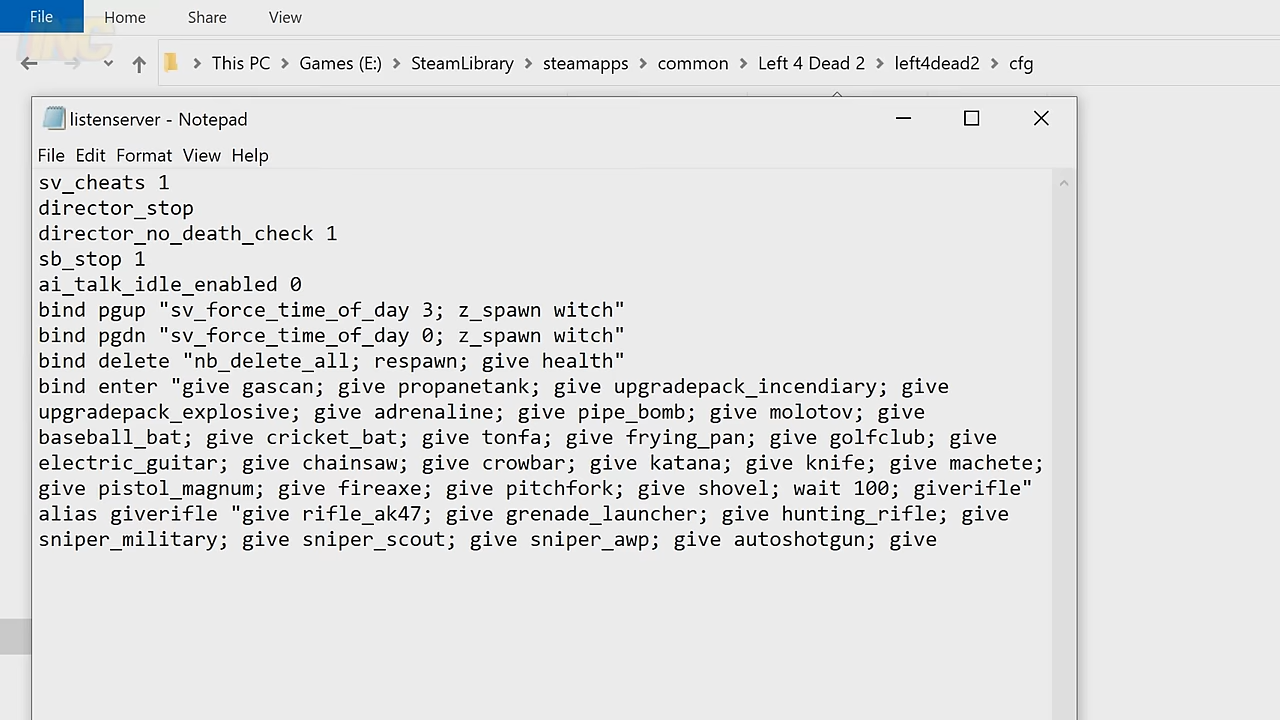 File Home Share View
INC
This PC > Games (E:) > SteamLibrary > steamapps > common > Left 4 Dead 2 > left4dead2 > cfg
listenserver - Notepad
File Edit Format View Help
sv_cheats 1
director_stop
director_no_death_check 1
sb_stop 1
ai_talk_idle_enabled 0
bind pgup "sv_force_time_of_day 3; z_spawn witch"
bind pgdn "sv_force_time_of_day 0; z_spawn witch"
bind delete "nb_delete_all; respawn; give health"
bind enter "give gascan; give propanetank; give upgradepack_incendiary; give
upgradepack_explosive; give adrenaline; give pipe_bomb; give molotov; give
baseball_bat; give cricket_bat; give tonfa; give frying_pan; give golfclub; give
electric_guitar; give chainsaw; give crowbar; give katana; give knife; give machete;
give pistol_magnum; give fireaxe; give pitchfork; give shovel; wait 100; giverifle"
alias giverifle "give rifle_ak47; give grenade_launcher; give hunting_rifle; give
sniper_military; give sniper_scout; give sniper_awp; give autoshotgun; give